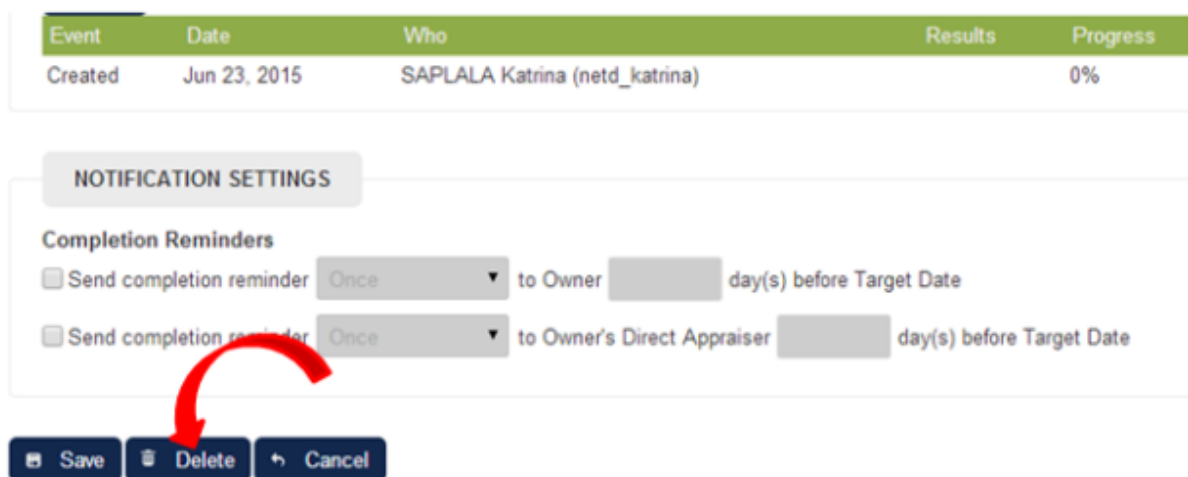 Event Date Who Results Progress
Created Jun 23, 2015 SAPLALA Katrina (netd_katrina) 0%
NOTIFICATION SETTINGS
Completion Reminders
Send completion reminder Once to Owner day(s) before Target Date
Send completion reminder Once to Owner's Direct Appraiser day(s) before Target Date
Save Delete Cancel